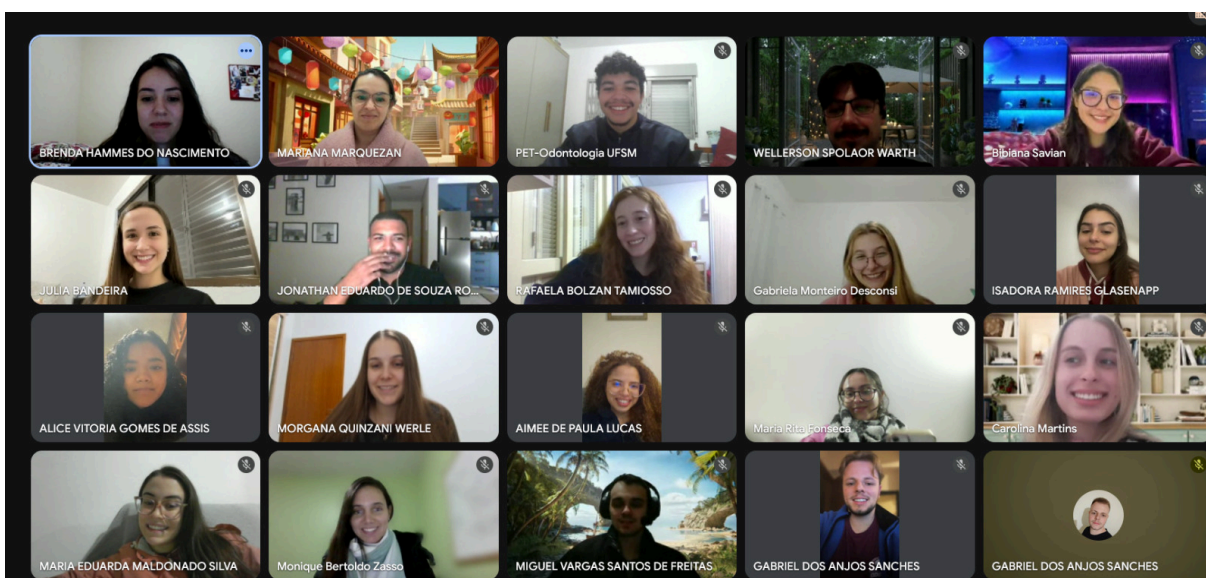 BRENDA HAMMES DO NASCIMENTO
MARIANA MARQUEZAN
PET-Odontologia UFSM
WELLERSON SPOLAOR WARTH
Bibiana Savian
JULIA BANDEIRA
JONATHAN EDUARDO DE SOUZA RO...
RAFAELA BOLZAN TAMIOSSO
Gabriela Monteiro Desconsi
ISADORA RAMIRES GLASENAPP
ALICE VITORIA GOMES DE ASSIS
MORGANA QUINZANI WERLE
AIMEE DE PAULA LUCAS
Maria Rita Fonseca
Carolina Martins
MARIA EDUARDA MALDONADO SILVA
Monique Bertoldo Zasso
MIGUEL VARGAS SANTOS DE FREITAS
GABRIEL DOS ANJOS SANCHES
GABRIEL DOS ANJOS SANCHES